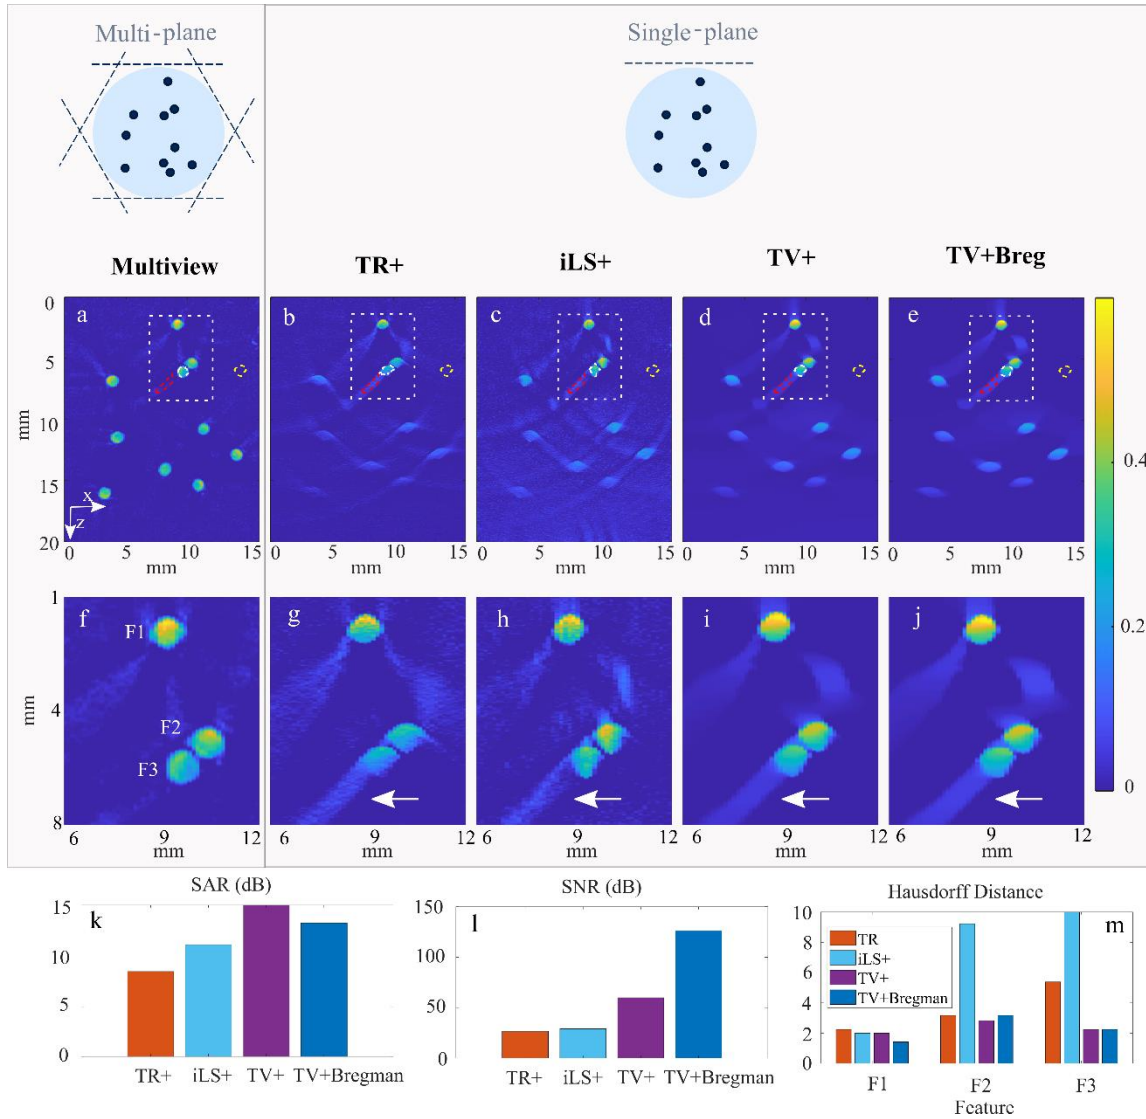 Multi-plane
Single-plane
Multiview
TR+
iLS+
TV+
TV+Breg
0
5
10
15
20
mm
a
x
z
b
c
d
e
0 5 10 15
mm
0 5 10 15
mm
0 5 10 15
mm
0 5 10 15
mm
0 5 10 15
mm
0.4
0.2
0
1
4
8
mm
f
F1
F2
F3
g
h
i
j
6 9 12
mm
6 9 12
mm
6 9 12
mm
6 9 12
mm
6 9 12
mm
SAR (dB)
k
15
10
5
0
TR+ iLS+ TV+ TV+Bregman
SNR (dB)
l
150
100
50
0
TR+ iLS+ TV+ TV+Bregman
Hausdorff Distance
m
10
8
6
4
2
0
TR
iLS+
TV+
TV+Bregman
F1 F2 F3
Feature